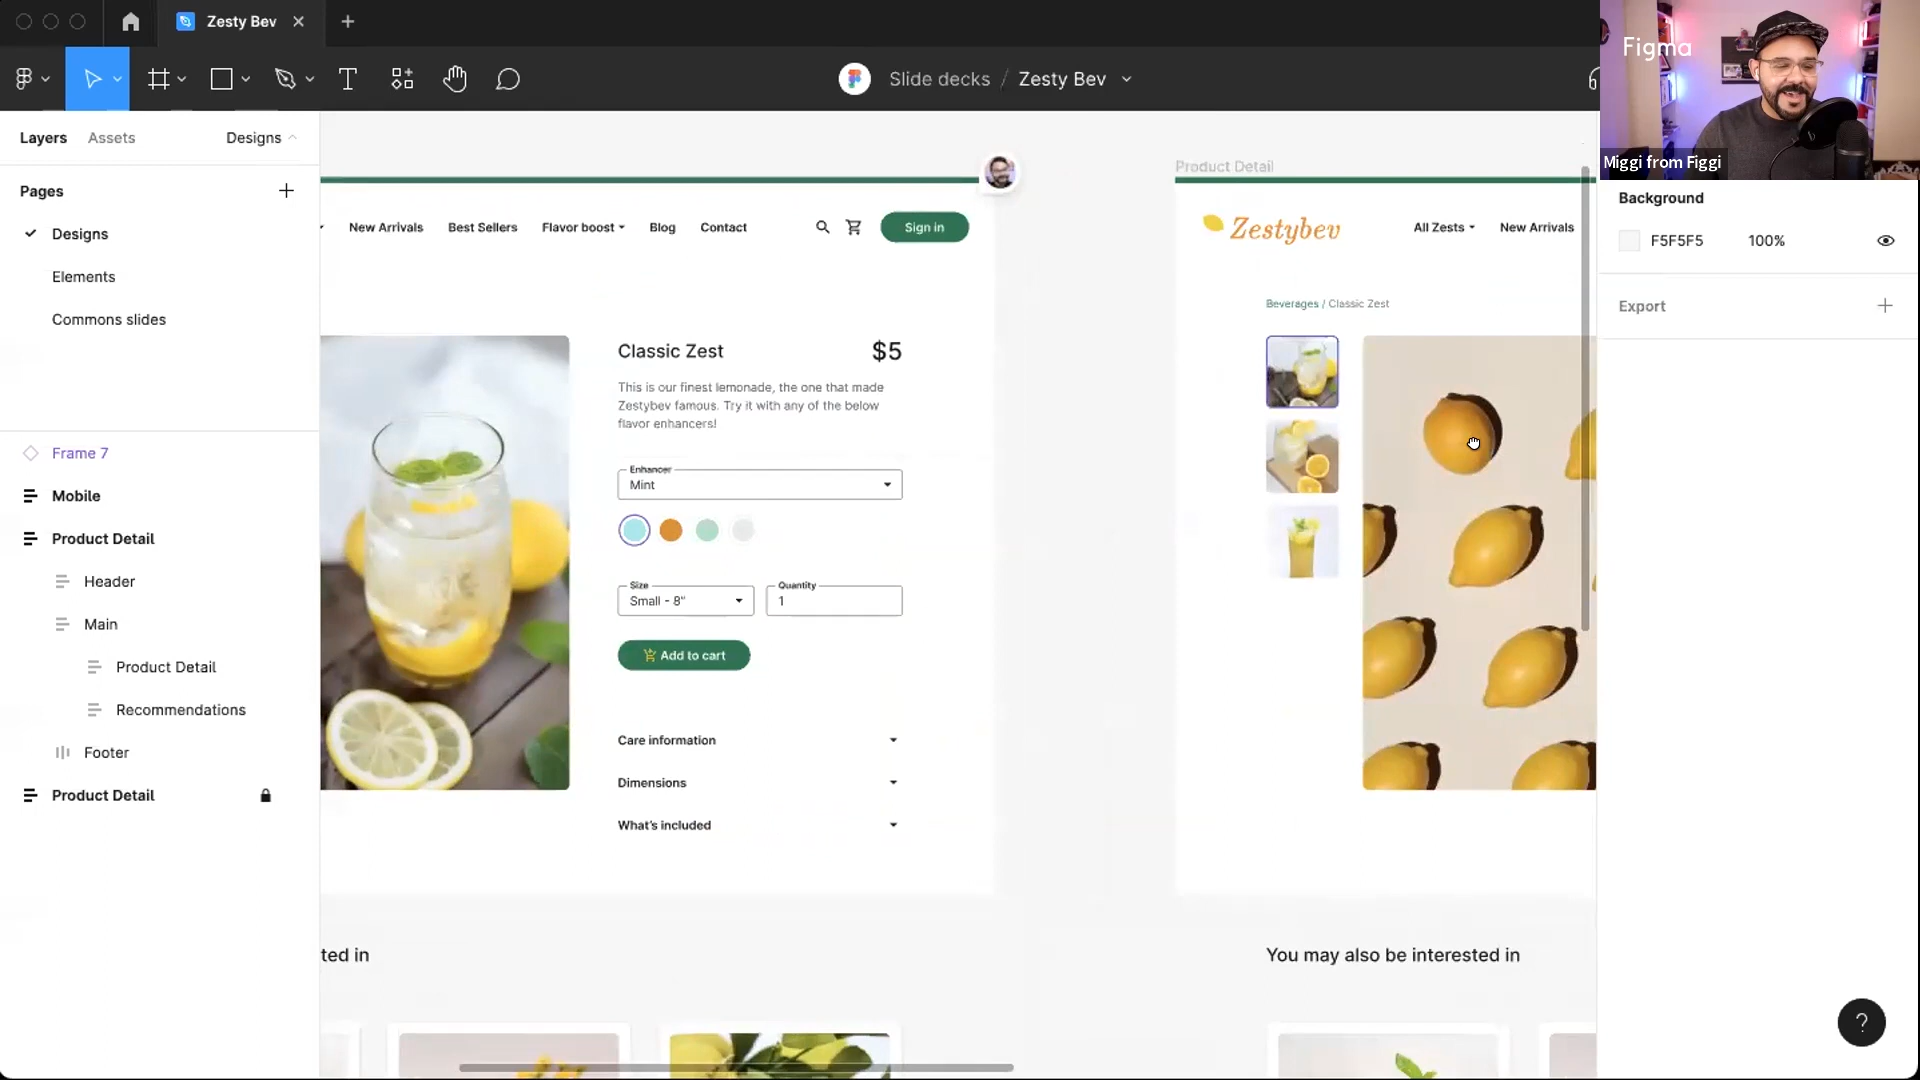 Zesty Bev
Slide decks / Zesty Bev
Figma
Miggi from Figgi
Layers
Assets
Designs
Pages
Designs
Elements
Commons slides
Frame 7
Mobile
Product Detail
Header
Main
Product Detail
Recommendations
Footer
Product Detail
New Arrivals
Best Sellers
Flavor boost
Blog
Contact
Sign in
Classic Zest
$5
This is our finest lemonade, the one that made
Zestybev famous. Try it with any of the below
flavor enhancers!
Enhancer
Mint
Size
Small - 8"
Quantity
1
Add to cart
Care information
Dimensions
What's included
ted in
Product Detail
Zestybev
All Zests
New Arrivals
Beverages / Classic Zest
You may also be interested in
Background
F5F5F5
100%
Export
?